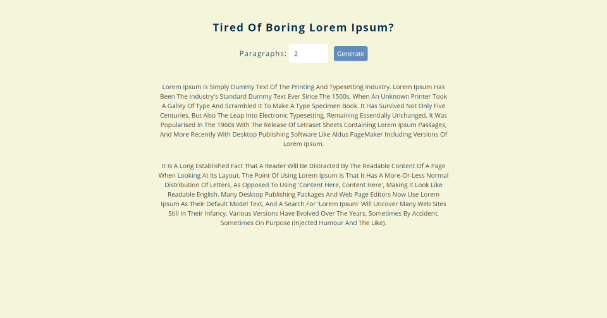 Tired Of Boring Lorem Ipsum?
Paragraphs: 2 Generate
Lorem Ipsum Is Simply Dummy Text Of The Printing And Typesetting Industry. Lorem Ipsum Has
Been The Industry's Standard Dummy Text Ever Since The 1500s, When An Unknown Printer Took
A Galley Of Type And Scrambled It To Make A Type Specimen Book. It Has Survived Not Only Five
Centuries, But Also The Leap Into Electronic Typesetting, Remaining Essentially Unchanged. It Was
Popularised In The 1960s With The Release Of Letraset Sheets Containing Lorem Ipsum Passages,
And More Recently With Desktop Publishing Software Like Aldus PageMaker Including Versions Of
Lorem Ipsum.
It Is A Long Established Fact That A Reader Will Be Distracted By The Readable Content Of A Page
When Looking At Its Layout. The Point Of Using Lorem Ipsum Is That It Has A More-Or-Less Normal
Distribution Of Letters, As Opposed To Using 'Content Here, Content Here', Making It Look Like
Readable English. Many Desktop Publishing Packages And Web Page Editors Now Use Lorem
Ipsum As Their Default Model Text, And A Search For 'Lorem Ipsum' Will Uncover Many Web Sites
Still In Their Infancy. Various Versions Have Evolved Over The Years, Sometimes By Accident,
Sometimes On Purpose (Injected Humour And The Like).